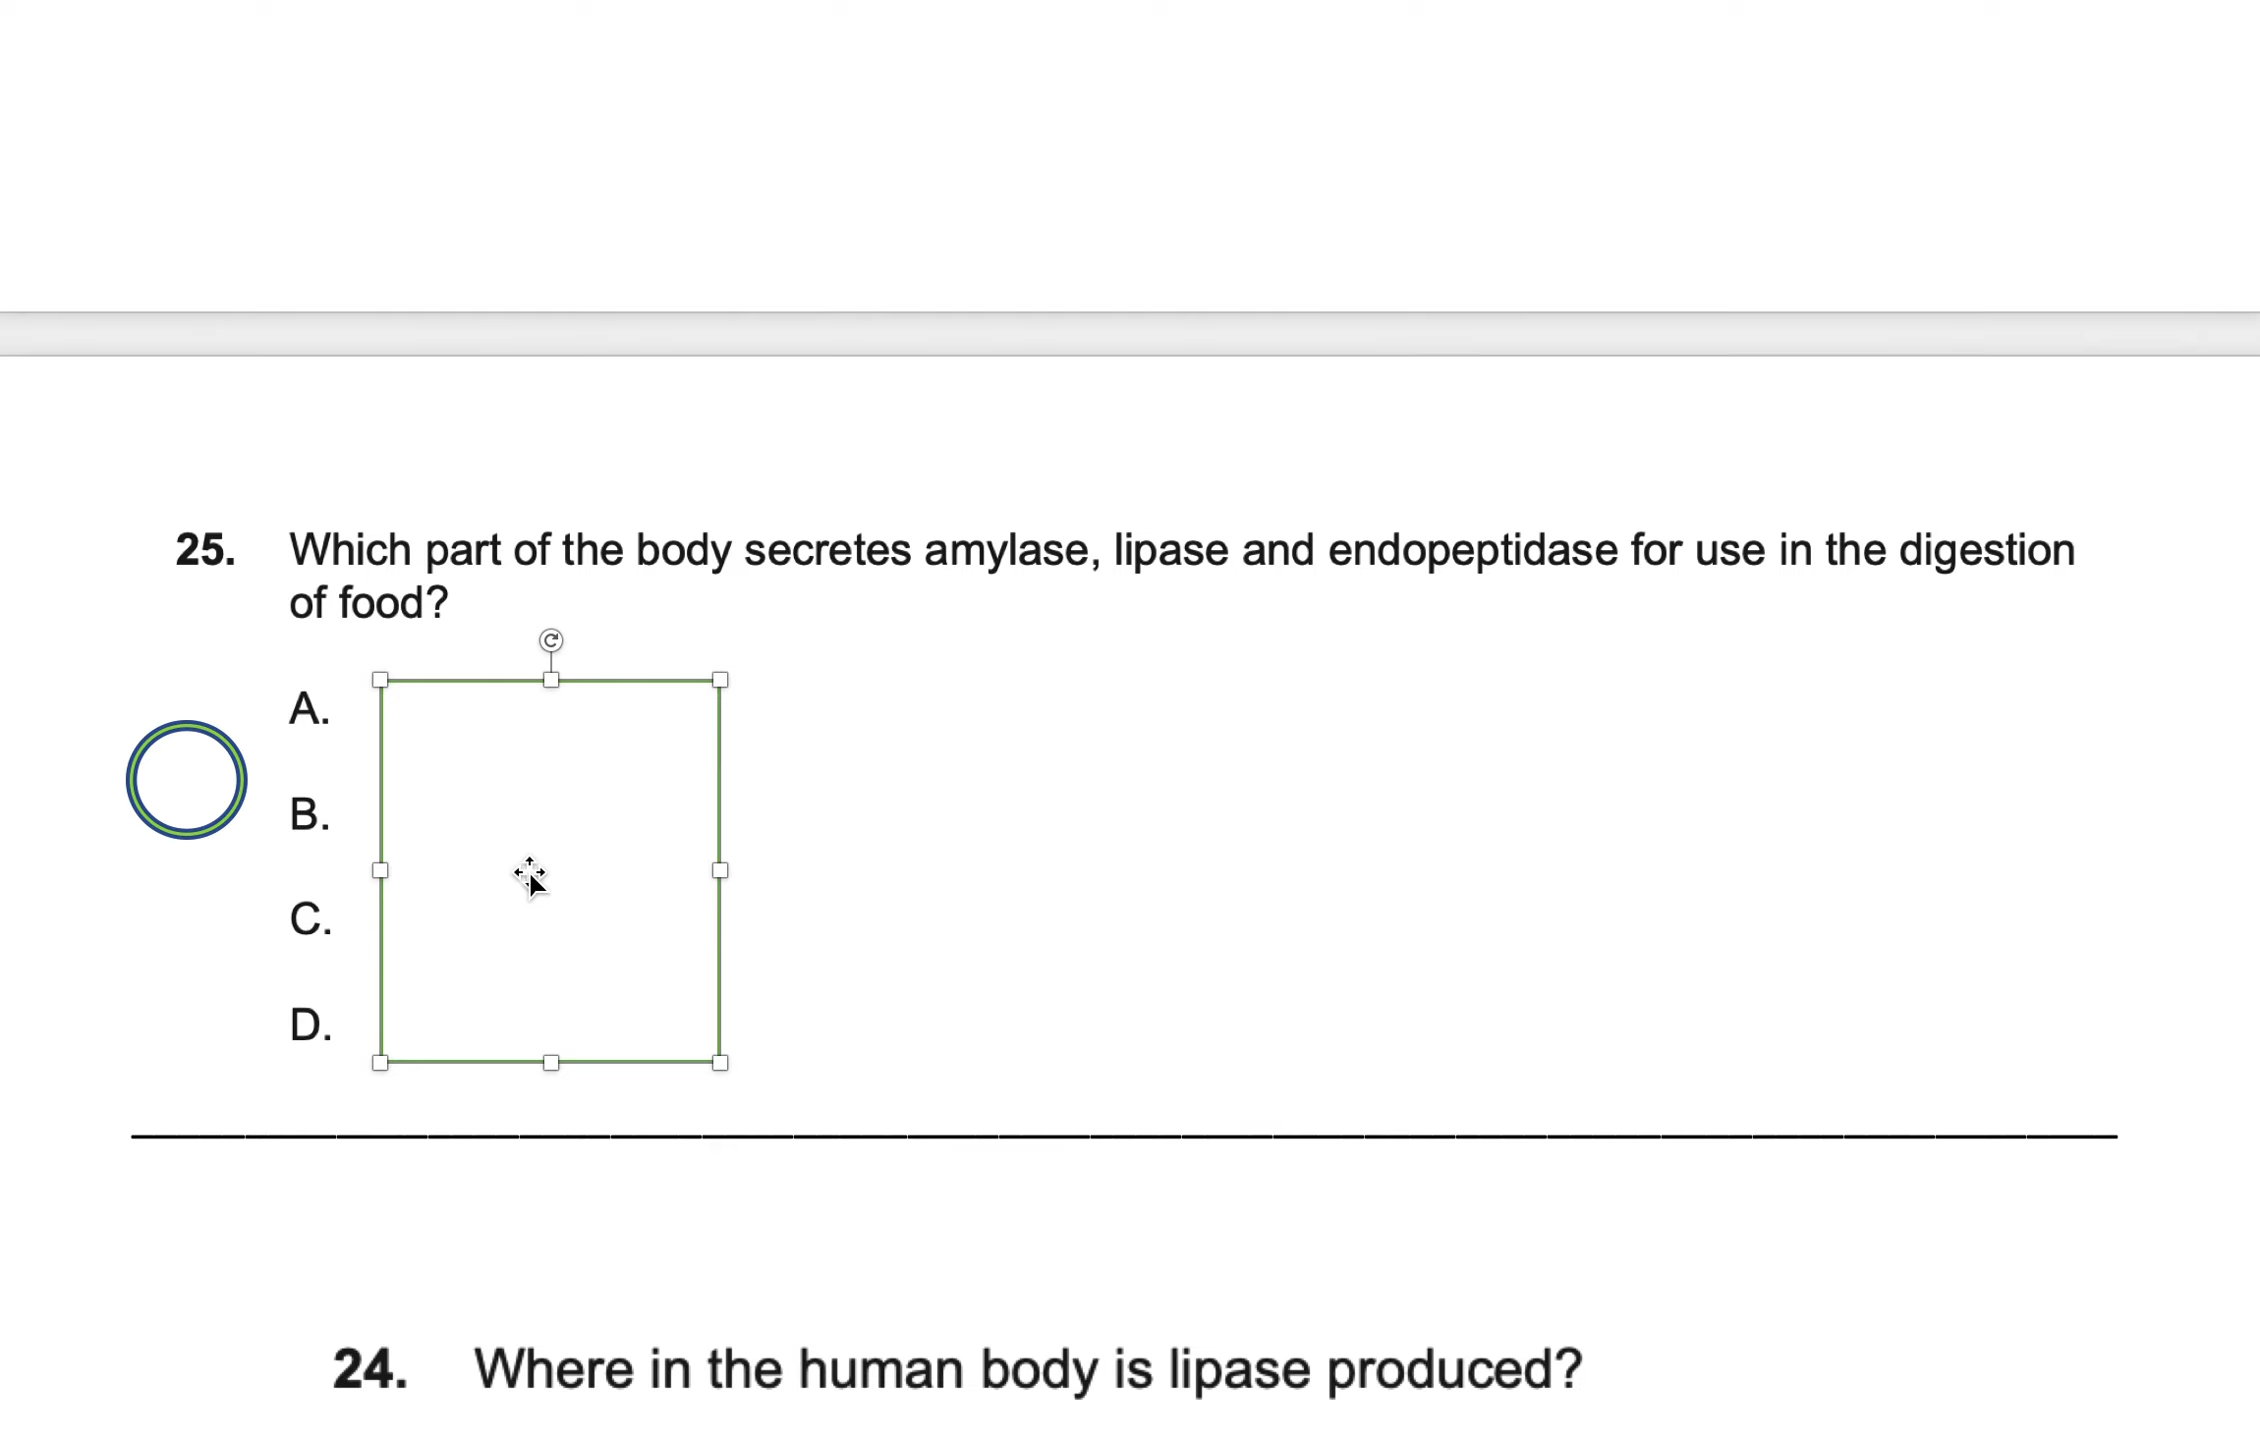 25. Which part of the body secretes amylase, lipase and endopeptidase for use in the digestion
of food?
A.
B.
C.
D.
24. Where in the human body is lipase produced?